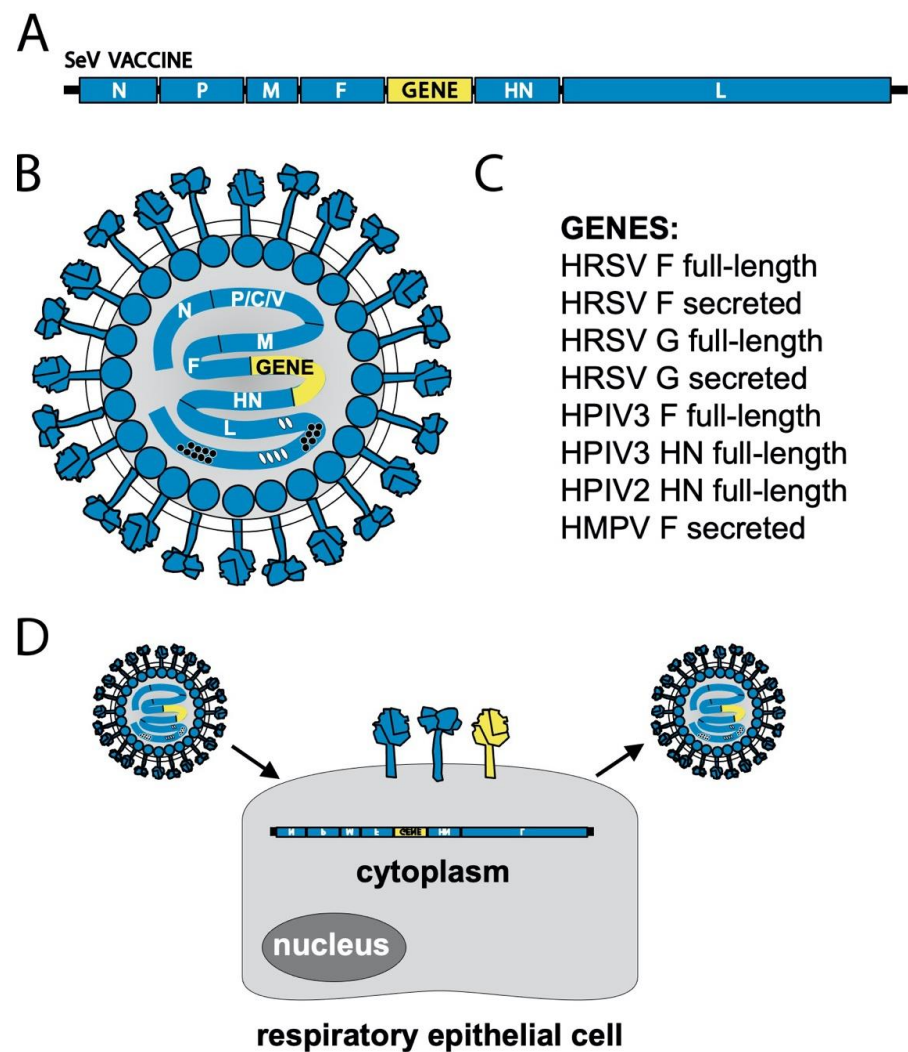 A
SeV VACCINE
N P M F GENE HN L
B
N P/C/V
M
F GENE
HN
L
C
GENES:
HRSV F full-length
HRSV F secreted
HRSV G full-length
HRSV G secreted
HPIV3 F full-length
HPIV3 HN full-length
HPIV2 HN full-length
HMPV F secreted
D
N P M F GENE HN L
cytoplasm
nucleus
respiratory epithelial cell